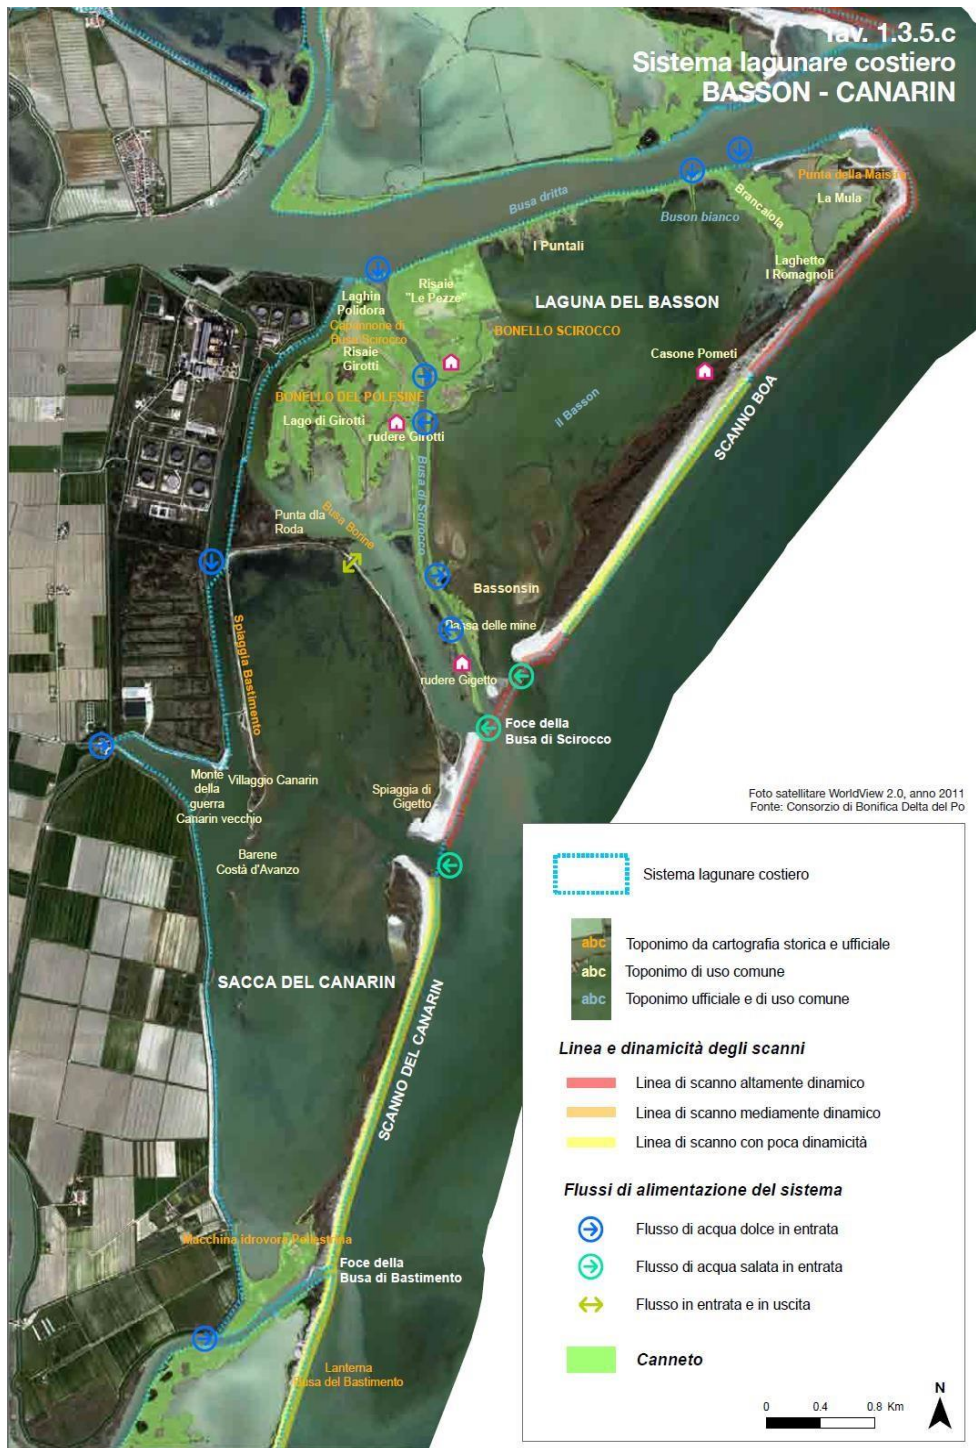 Tav. 1.3.5.c
Sistema lagunare costiero
BASSON - CANARIN
Punta della Maistra
La Mula
Brancaiola
Busa dritta
Buson bianco
I Puntali
Laghetto
I Romagnoli
Risaie
"Le Pezze"
Laghin
Polidora
LAGUNA DEL BASSON
Capannone di
Busa Scirocco
BONELLO SCIROCCO
Risaie
Girotti
Casone Pometi
BONELLO DEL POLESINE
Il Basson
SCANNO BOA
Lago di Girotti
rudere Girotti
Busa di Scirocco
Punta dla
Roda
Busa Borine
Bassonsin
Bassa delle mine
Spiaggia Bastimento
rudere Gigetto
Foce della
Busa di Scirocco
Monte
della
guerra
Villaggio Canarin
Canarin vecchio
Spiaggia di
Gigetto
Barene
Costà d'Avanzo
SACCA DEL CANARIN
SCANNO DEL CANARIN
Macchina idrovora Pellestrina
Foce della
Busa di Bastimento
Lanterna
Busa del Bastimento
Foto satellitare WorldView 2.0, anno 2011
Fonte: Consorzio di Bonifica Delta del Po
Sistema lagunare costiero
abc Toponimo da cartografia storica e ufficiale
abc Toponimo di uso comune
abc Toponimo ufficiale e di uso comune
Linea e dinamicità degli scanni
Linea di scanno altamente dinamico
Linea di scanno mediamente dinamico
Linea di scanno con poca dinamicità
Flussi di alimentazione del sistema
Flusso di acqua dolce in entrata
Flusso di acqua salata in entrata
Flusso in entrata e in uscita
Canneto
N
0 0.4 0.8 Km